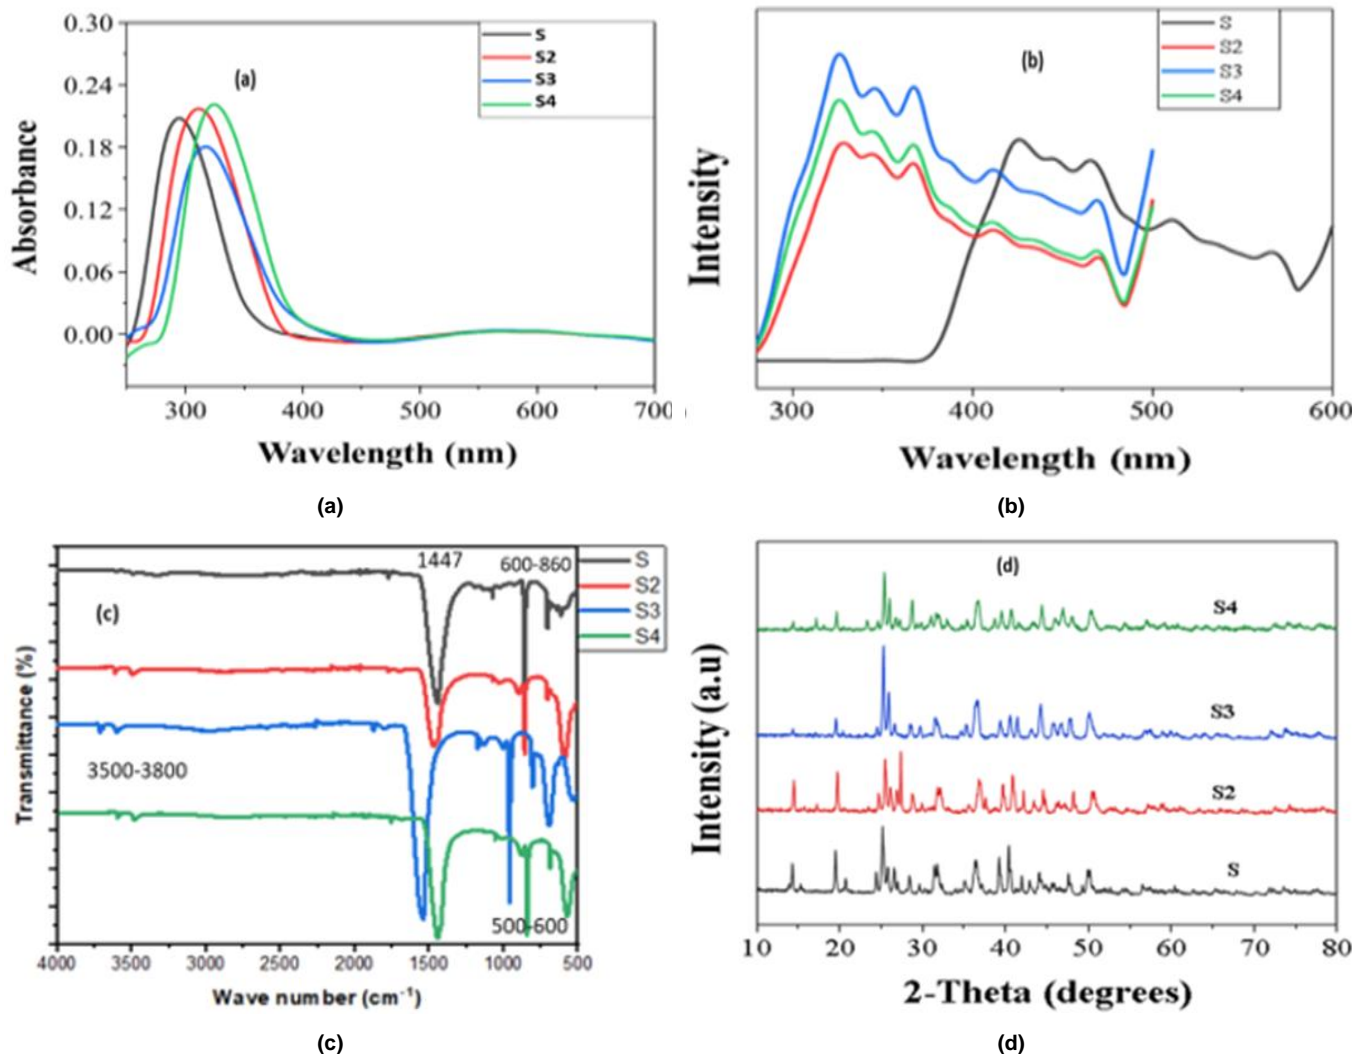 0.30
0.24
0.18
0.12
0.06
0.00
Absorbance
(a)
S
S2
S3
S4
300 400 500 600 700
Wavelength (nm)
(a)
Intensity
(b)
S
S2
S3
S4
300 400 500 600
Wavelength (nm)
(b)
Transmittance (%)
(c)
1447
600-860
S
S2
S3
S4
3500-3800
500-600
4000 3500 3000 2500 2000 1500 1000 500
Wave number (cm⁻¹)
(c)
Intensity (a.u)
(d)
S4
S3
S2
S
10 20 30 40 50 60 70 80
2-Theta (degrees)
(d)